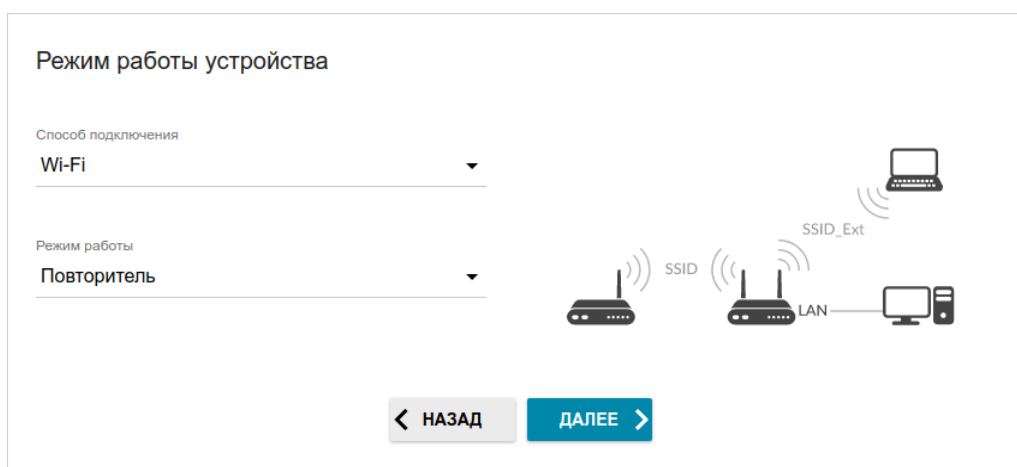 Режим работы устройства
Способ подключения
Wi-Fi
Режим работы
Повторитель
SSID
SSID_Ext
LAN
НАЗАД
ДАЛЕЕ